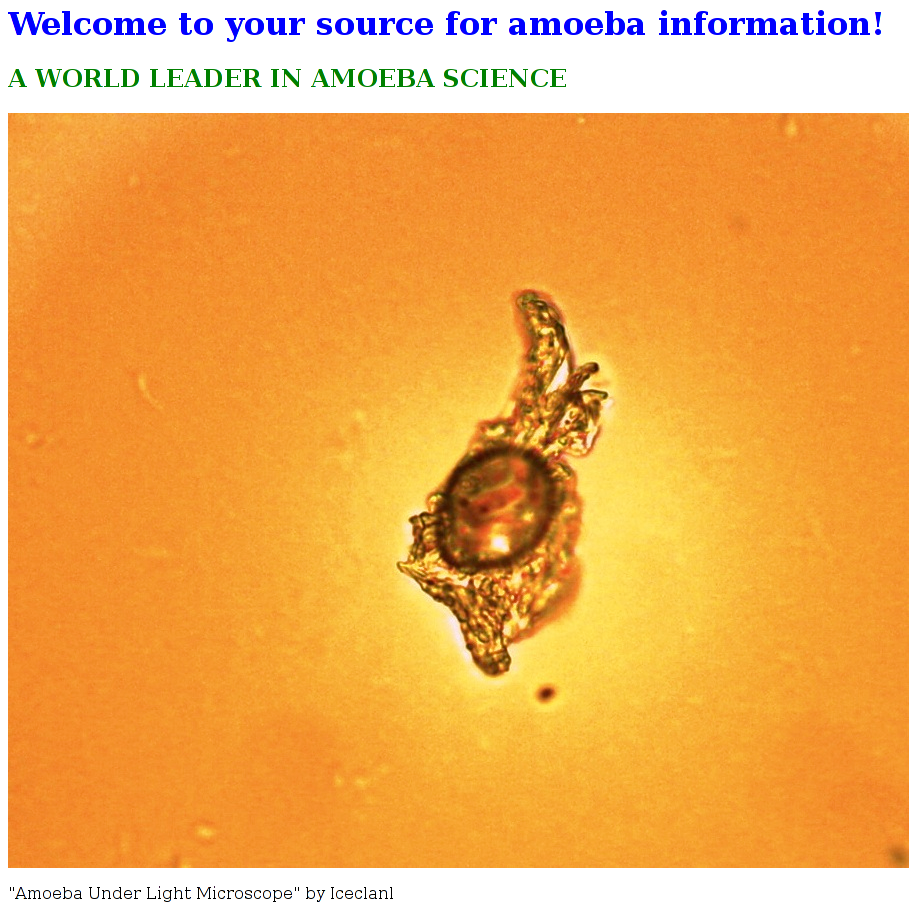 Welcome to your source for amoeba information!
A WORLD LEADER IN AMOEBA SCIENCE
"Amoeba Under Light Microscope" by Iceclanl